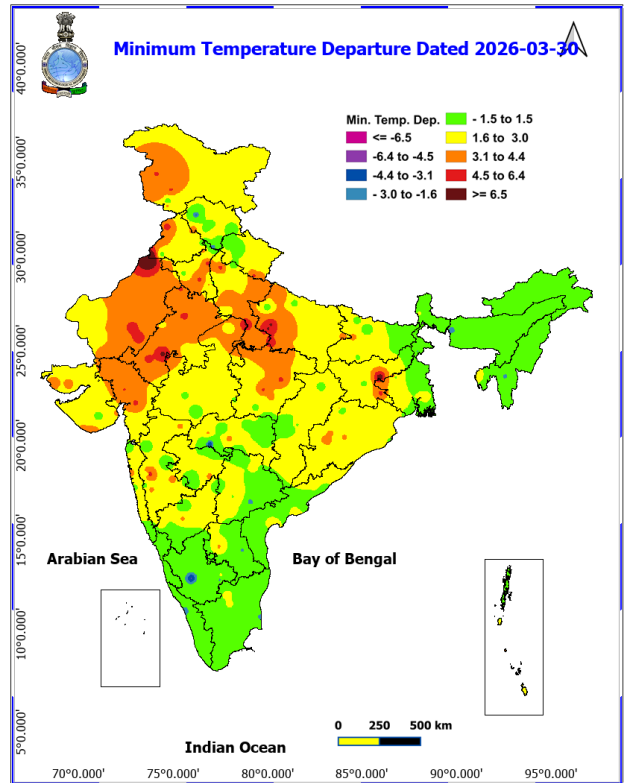 Minimum Temperature Departure Dated 2026-03-30
Min. Temp. Dep.
<= -6.5
-6.4 to -4.5
-4.4 to -3.1
- 3.0 to -1.6
- 1.5 to 1.5
1.6 to 3.0
3.1 to 4.4
4.5 to 6.4
>= 6.5
40°0.000'
35°0.000'
30°0.000'
25°0.000'
20°0.000'
15°0.000'
10°0.000'
5°0.000'
Arabian Sea
Bay of Bengal
Indian Ocean
0 250 500 km
70°0.000' 75°0.000' 80°0.000' 85°0.000' 90°0.000' 95°0.000'